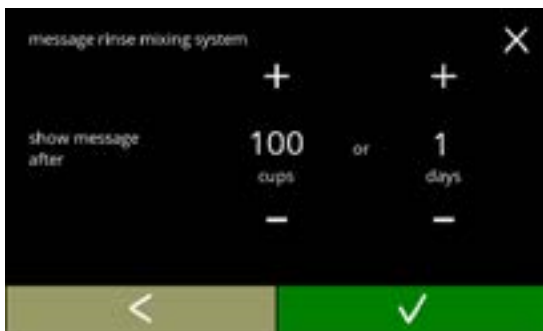 message rinse mixing system
+ +
show message
after
100 or 1
cups days
- -